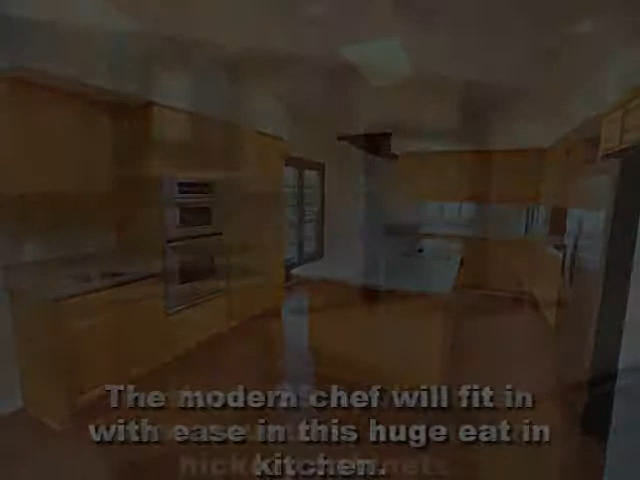 The modern chef will fit in
with ease in this huge eat in
kitchen.